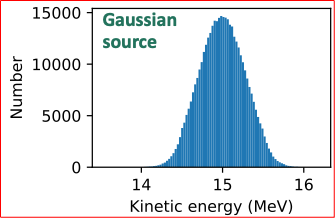 Gaussian
source
15000
10000
5000
0
Number
14 15 16
Kinetic energy (MeV)